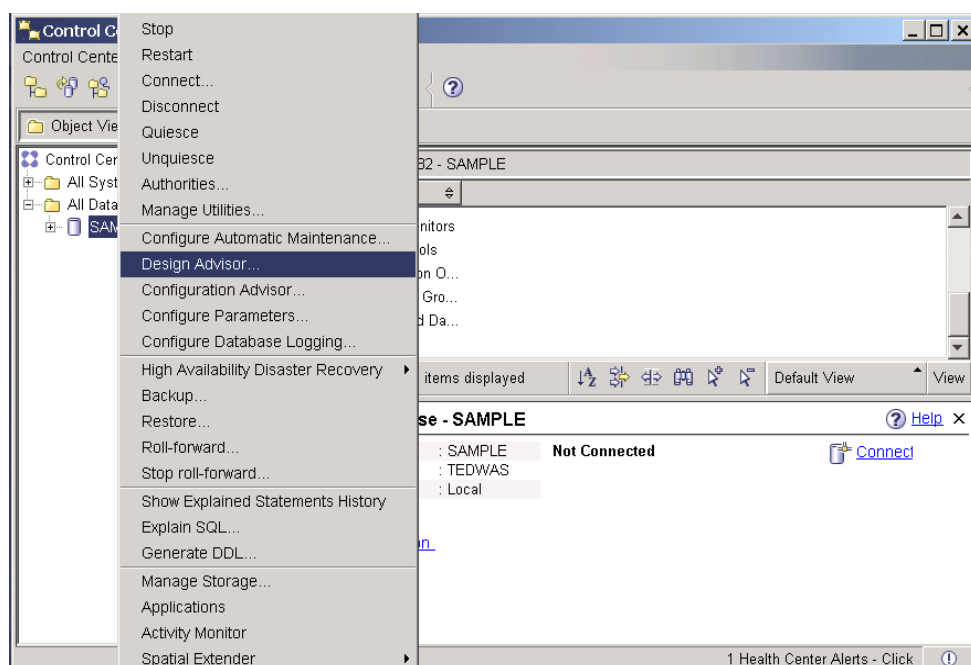 Control C
Control Cente
Object Vie
Control Cer
All Syst
All Data
SAM
Stop
Restart
Connect...
Disconnect
Quiesce
Unquiesce
Authorities...
Manage Utilities...
Configure Automatic Maintenance...
Design Advisor...
Configuration Advisor...
Configure Parameters...
Configure Database Logging...
High Availability Disaster Recovery
Backup...
Restore...
Roll-forward...
Stop roll-forward...
Show Explained Statements History
Explain SQL...
Generate DDL...
Manage Storage...
Applications
Activity Monitor
Spatial Extender
B2 - SAMPLE
nitors
ols
on O...
Gro...
d Da...
items displayed
Default View
View
se - SAMPLE
Help
: SAMPLE
Not Connected
Connect
: TEDWAS
: Local
on
1 Health Center Alerts - Click